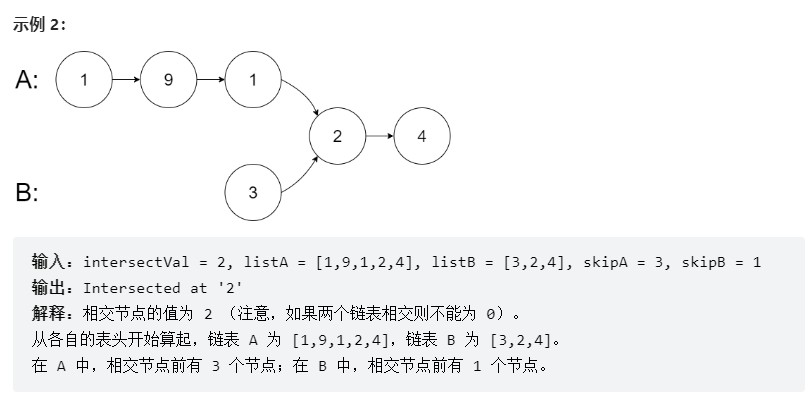 示例 2：
A: 1 9 1
2 4
B: 3
输入：intersectVal = 2, listA = [1,9,1,2,4], listB = [3,2,4], skipA = 3, skipB = 1
输出：Intersected at '2'
解释：相交节点的值为 2 （注意，如果两个链表相交则不能为 0）。
从各自的表头开始算起，链表 A 为 [1,9,1,2,4]，链表 B 为 [3,2,4]。
在 A 中，相交节点前有 3 个节点；在 B 中，相交节点前有 1 个节点。